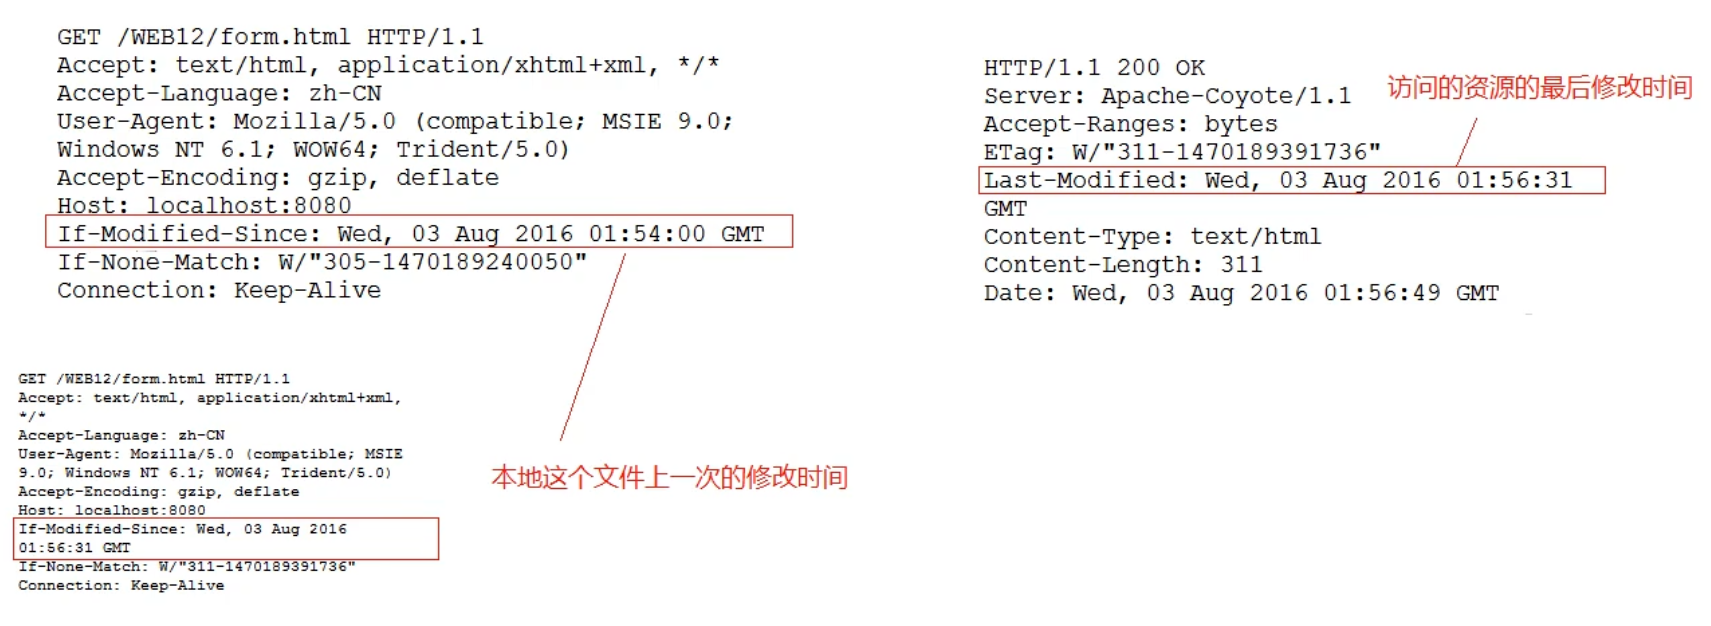 GET /WEB12/form.html HTTP/1.1
Accept: text/html, application/xhtml+xml, */*
Accept-Language: zh-CN
User-Agent: Mozilla/5.0 (compatible; MSIE 9.0;
Windows NT 6.1; WOW64; Trident/5.0)
Accept-Encoding: gzip, deflate
Host: localhost:8080
If-Modified-Since: Wed, 03 Aug 2016 01:54:00 GMT
If-None-Match: W/"305-1470189240050"
Connection: Keep-Alive
HTTP/1.1 200 OK
Server: Apache-Coyote/1.1
Accept-Ranges: bytes
ETag: W/"311-1470189391736"
Last-Modified: Wed, 03 Aug 2016 01:56:31
GMT
Content-Type: text/html
Content-Length: 311
Date: Wed, 03 Aug 2016 01:56:49 GMT
访问的资源的最后修改时间
GET /WEB12/form.html HTTP/1.1
Accept: text/html, application/xhtml+xml,
*/*
Accept-Language: zh-CN
User-Agent: Mozilla/5.0 (compatible; MSIE
9.0; Windows NT 6.1; WOW64; Trident/5.0)
Accept-Encoding: gzip, deflate
Host: localhost:8080
If-Modified-Since: Wed, 03 Aug 2016
01:56:31 GMT
If-None-Match: W/"311-1470189391736"
Connection: Keep-Alive
本地这个文件上一次的修改时间